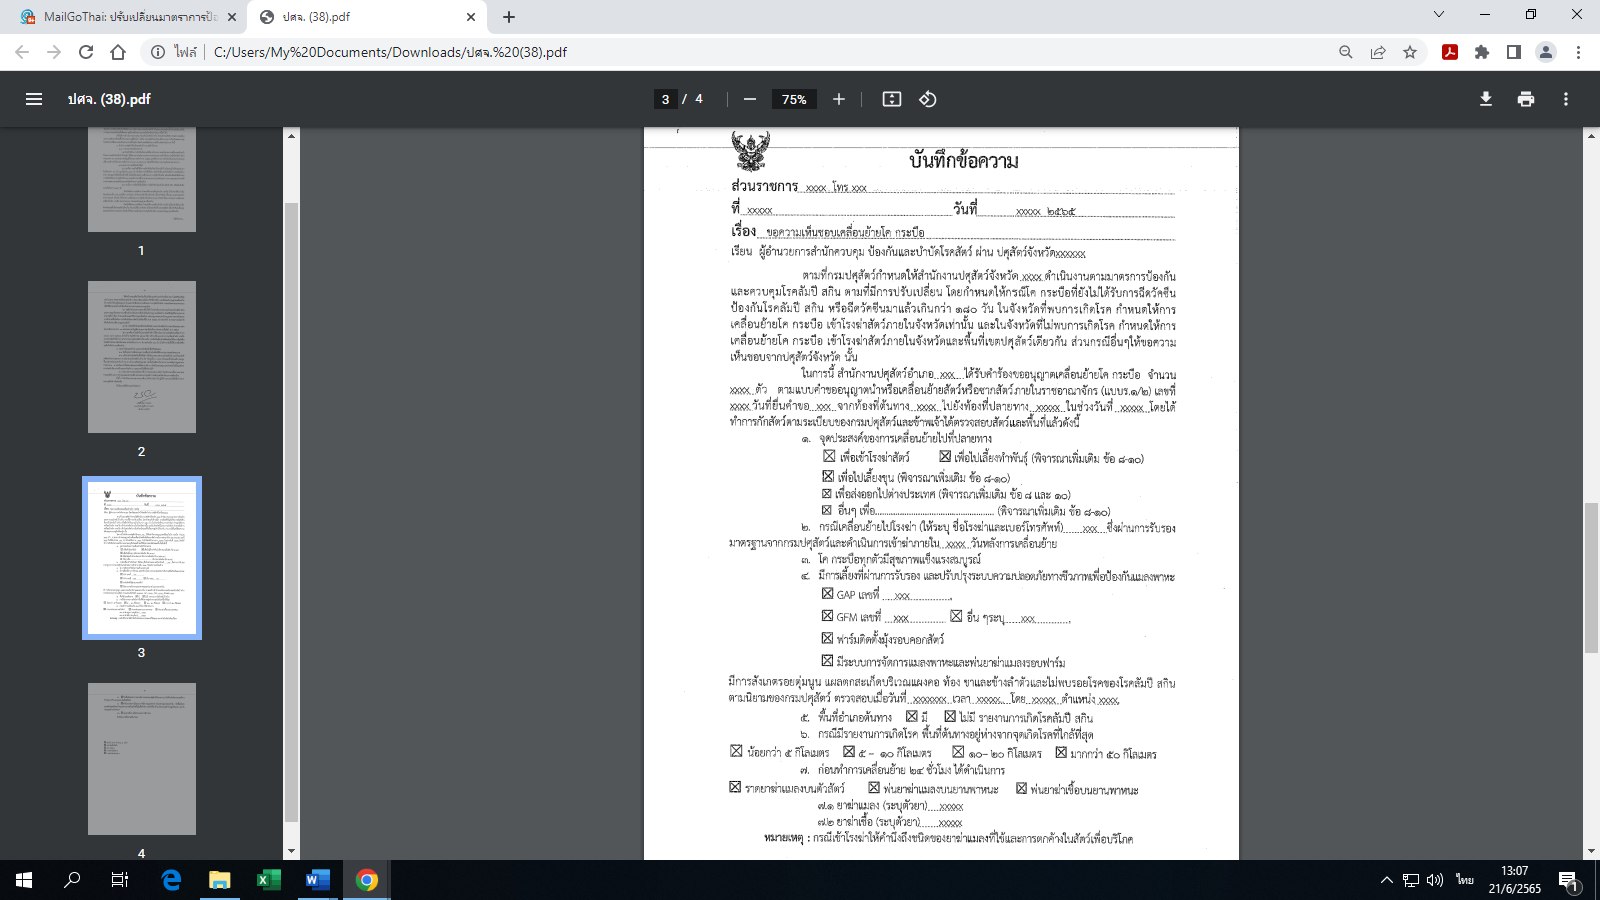 MailGoThai: ปรับเปลี่ยนมาตราการป้อ
ปศจ. (38).pdf
ไฟล์ C:/Users/My%20Documents/Downloads/ปศจ.%20(38).pdf
ปศจ. (38).pdf
3 / 4
75%
1
2
3
4
บันทึกข้อความ
ส่วนราชการ xxxx โทร xxx
ที่ xxxxx วันที่ xxxxx ๒๕๖๕
เรื่อง ขอความเห็นชอบเคลื่อนย้ายโค กระบือ
เรียน ผู้อำนวยการสำนักควบคุม ป้องกันและบำบัดโรคสัตว์ ผ่าน ปศุสัตว์จังหวัดxxxxxx
ตามที่กรมปศุสัตว์กำหนดให้สำนักงานปศุสัตว์จังหวัด xxxx ดำเนินงานตามมาตรการป้องกัน
และควบคุมโรคลัมปี สกิน ตามที่มีการปรับเปลี่ยน โดยกำหนดให้กรณีโค กระบือที่ยังไม่ได้รับการฉีดวัคซีน
ป้องกันโรคลัมปี สกิน หรือฉีดวัคซีนมาแล้วเกินกว่า ๑๘๐ วัน ในจังหวัดที่พบการเกิดโรค กำหนดให้การ
เคลื่อนย้ายโค กระบือ เข้าโรงฆ่าสัตว์ภายในจังหวัดเท่านั้น และในจังหวัดที่ไม่พบการเกิดโรค กำหนดให้การ
เคลื่อนย้ายโค กระบือ เข้าโรงฆ่าสัตว์ภายในจังหวัดและพื้นที่เขตปศุสัตว์เดียวกัน ส่วนกรณีอื่นๆให้ขอความ
เห็นชอบจากปศุสัตว์จังหวัด นั้น
ในการนี้ สำนักงานปศุสัตว์อำเภอ xxx ได้รับคำร้องขออนุญาตเคลื่อนย้ายโค กระบือ จำนวน
xxxx ตัว ตามแบบคำขออนุญาตนำหรือเคลื่อนย้ายสัตว์หรือซากสัตว์ภายในราชอาณาจักร (แบบร.๑/๒) เลขที่
xxxx วันที่ยื่นคำขอ xxx จากท้องที่ต้นทาง xxxx ไปยังท้องที่ปลายทาง xxxxx ในช่วงวันที่ xxxxx โดยได้
ทำการกักสัตว์ตามระเบียบของกรมปศุสัตว์และข้าพเจ้าได้ตรวจสอบสัตว์และพื้นที่แล้วดังนี้
๑. จุดประสงค์ของการเคลื่อนย้ายไปที่ปลายทาง
☒ เพื่อเข้าโรงฆ่าสัตว์ ☒ เพื่อไปเลี้ยงทำพันธุ์ (พิจารณาเพิ่มเติม ข้อ ๘-๑๐)
☒ เพื่อไปเลี้ยงขุน (พิจารณาเพิ่มเติม ข้อ ๘-๑๐)
☒ เพื่อส่งออกไปต่างประเทศ (พิจารณาเพิ่มเติม ข้อ ๘ และ ๑๐)
☒ อื่นๆ เพื่อ........................................ (พิจารณาเพิ่มเติม ข้อ ๘-๑๐)
๒. กรณีเคลื่อนย้ายไปโรงฆ่า (ให้ระบุ ชื่อโรงฆ่าและเบอร์โทรศัพท์) xxx ซึ่งผ่านการรับรอง
มาตรฐานจากกรมปศุสัตว์และดำเนินการเข้าฆ่าภายใน xxxx วันหลังการเคลื่อนย้าย
๓. โค กระบือทุกตัวมีสุขภาพแข็งแรงสมบูรณ์
๔. มีการเลี้ยงที่ผ่านการรับรอง และปรับปรุงระบบความปลอดภัยทางชีวภาพเพื่อป้องกันแมลงพาหะ
☒ GAP เลขที่ xxx
☒ GFM เลขที่ xxx ☒ อื่น ๆระบุ xxx
☒ ฟาร์มติดตั้งมุ้งรอบคอกสัตว์
☒ มีระบบการจัดการแมลงพาหะและพ่นยาฆ่าแมลงรอบฟาร์ม
มีการสังเกตรอยตุ่มนูน แผลตกสะเก็ดบริเวณแผงคอ ท้อง ขาและข้างลำตัวและไม่พบรอยโรคของโรคลัมปี สกิน
ตามนิยามของกรมปศุสัตว์ ตรวจสอบเมื่อวันที่ xxxxxxx เวลา xxxxx โดย xxxxx ตำแหน่ง xxxx
๕. พื้นที่อำเภอต้นทาง ☒ มี ☒ ไม่มี รายงานการเกิดโรคลัมปี สกิน
๖. กรณีมีรายงานการเกิดโรค พื้นที่ต้นทางอยู่ห่างจากจุดเกิดโรคที่ใกล้ที่สุด
☒ น้อยกว่า ๕ กิโลเมตร ☒ ๕ – ๑๐ กิโลเมตร ☒ ๑๐– ๒๐ กิโลเมตร ☒ มากกว่า ๕๐ กิโลเมตร
๗. ก่อนทำการเคลื่อนย้าย ๒๔ ชั่วโมง ได้ดำเนินการ
☒ ราดยาฆ่าแมลงบนตัวสัตว์ ☒ พ่นยาฆ่าแมลงบนยานพาหนะ ☒ พ่นยาฆ่าเชื้อบนยานพาหนะ
๗.๑ ยาฆ่าแมลง (ระบุตัวยา) xxxxx
๗.๒ ยาฆ่าเชื้อ (ระบุตัวยา) xxxxx
หมายเหตุ : กรณีเข้าโรงฆ่าให้คำนึงถึงชนิดของยาฆ่าแมลงที่ใช้และการตกค้างในสัตว์เพื่อบริโภค
ไทย
13:07
21/6/2565
1